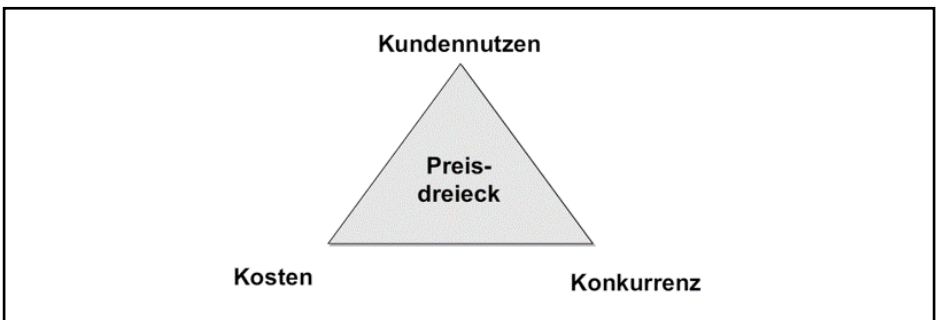 Kundennutzen
Preis-
dreieck
Kosten
Konkurrenz